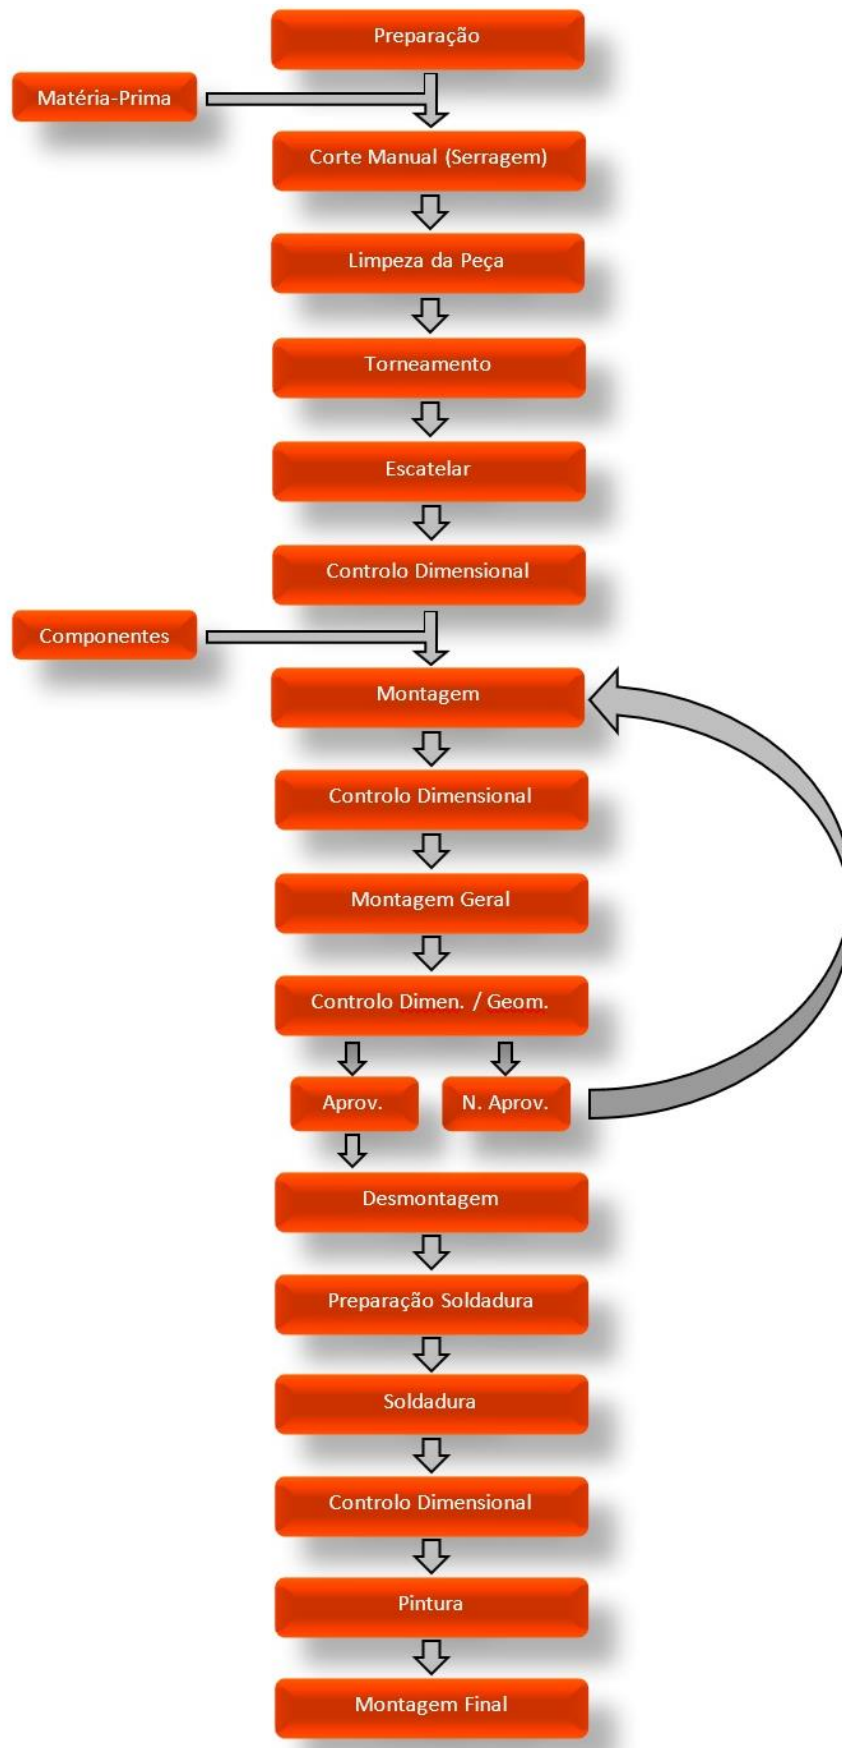 Preparação
Matéria-Prima
Corte Manual (Serragem)
Limpeza da Peça
Torneamento
Escatelar
Controlo Dimensional
Componentes
Montagem
Controlo Dimensional
Montagem Geral
Controlo Dimen. / Geom.
Aprov.
N. Aprov.
Desmontagem
Preparação Soldadura
Soldadura
Controlo Dimensional
Pintura
Montagem Final